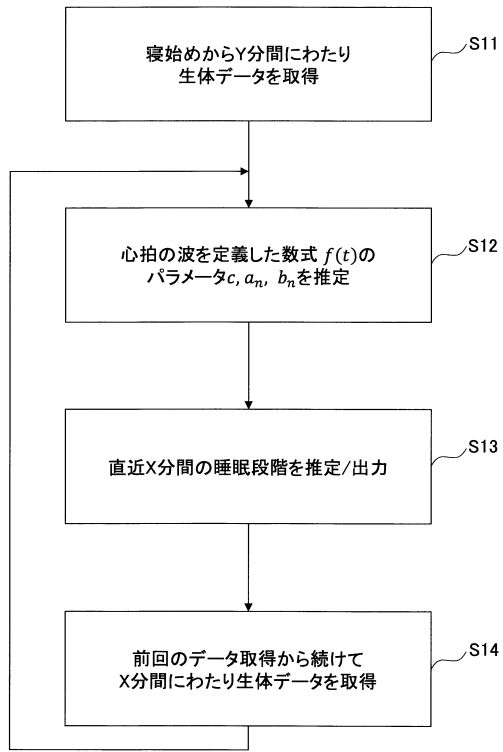 S11
寝始めからY分間にわたり
生体データを取得
S12
心拍の波を定義した数式 f(t)の
パラメータc, aₙ, bₙを推定
S13
直近X分間の睡眠段階を推定/出力
S14
前回のデータ取得から続けて
X分間にわたり生体データを取得